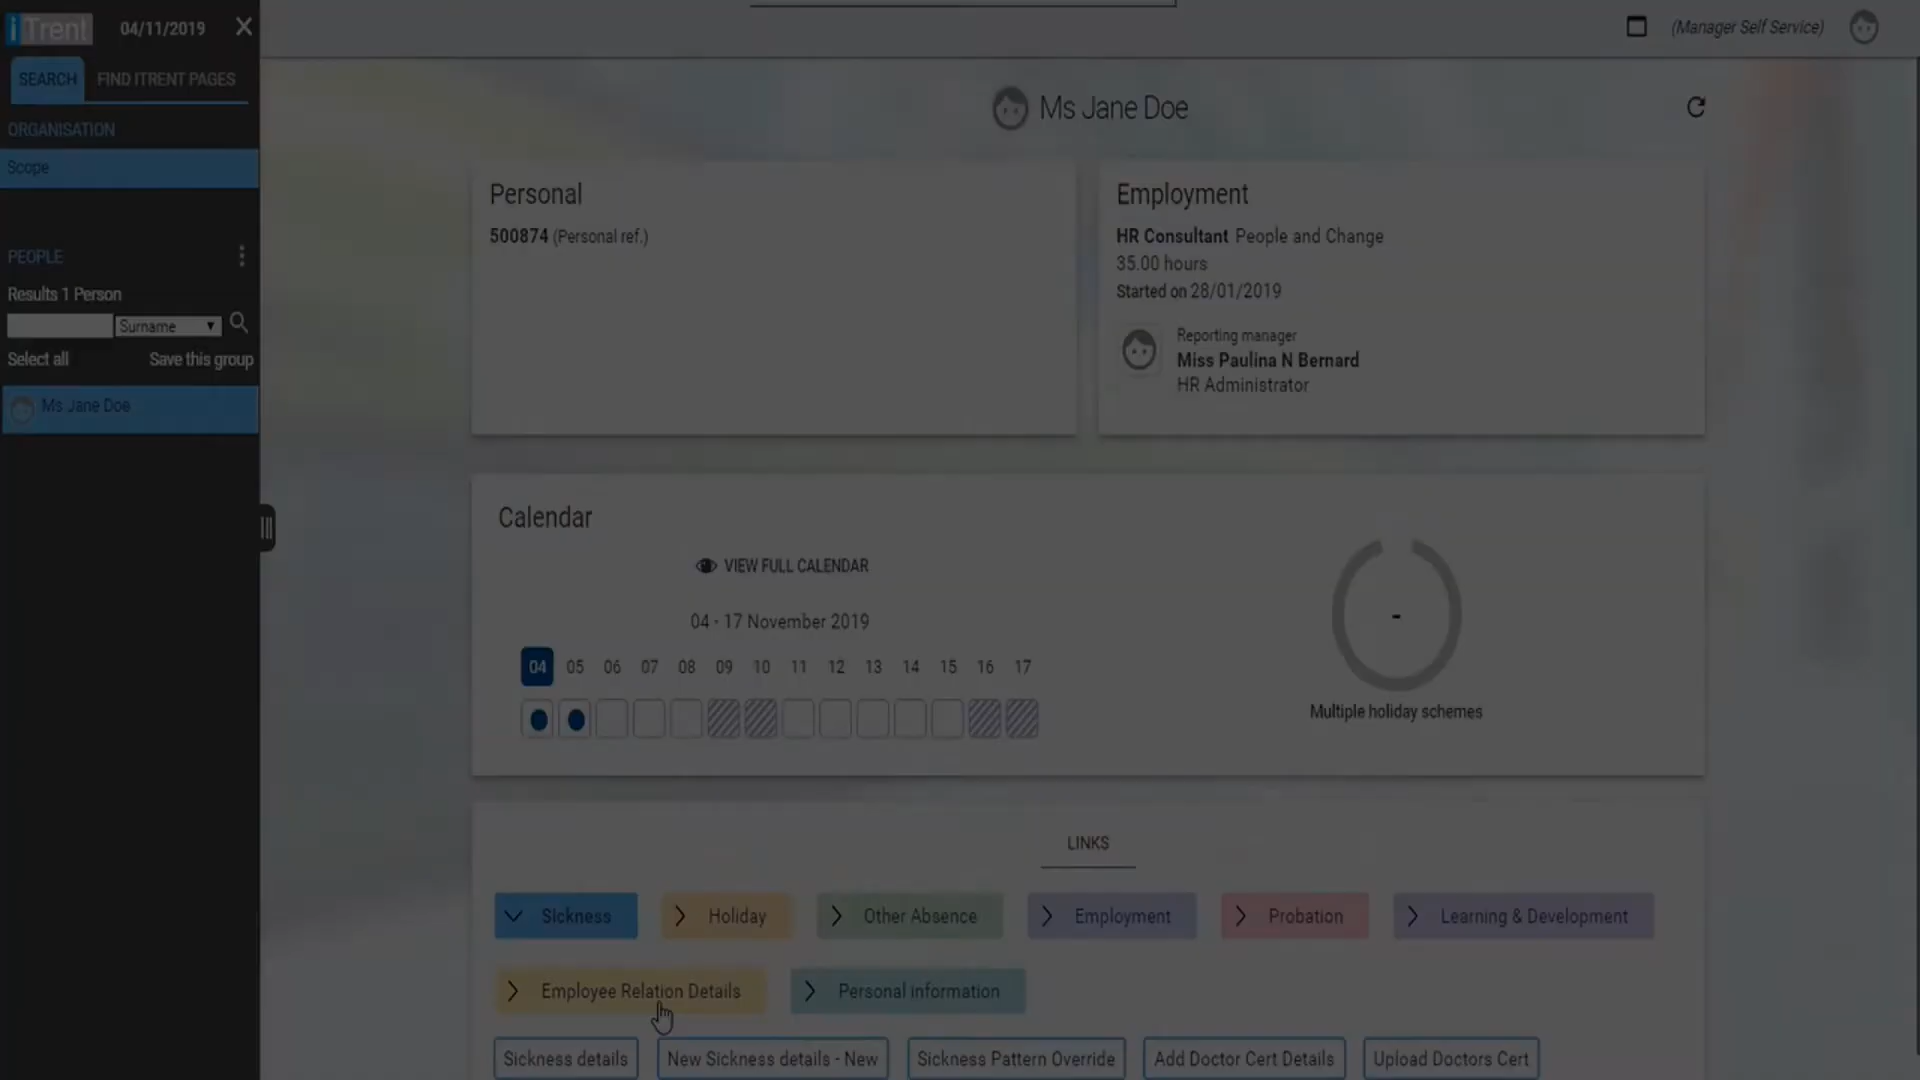 iTrent 04/11/2019
(Manager Self Service)
SEARCH FIND ITRENT PAGES
ORGANISATION
Scope
PEOPLE
Results 1 Person
Surname
Select all Save this group
Ms Jane Doe
Ms Jane Doe
Personal
500874 (Personal ref.)
Employment
HR Consultant People and Change
35.00 hours
Started on 28/01/2019
Reporting manager
Miss Paulina N Bernard
HR Administrator
Calendar
VIEW FULL CALENDAR
04 - 17 November 2019
04 05 06 07 08 09 10 11 12 13 14 15 16 17
-
Multiple holiday schemes
LINKS
Sickness Holiday Other Absence Employment Probation Learning & Development
Employee Relation Details Personal information
Sickness details New Sickness details - New Sickness Pattern Override Add Doctor Cert Details Upload Doctors Cert